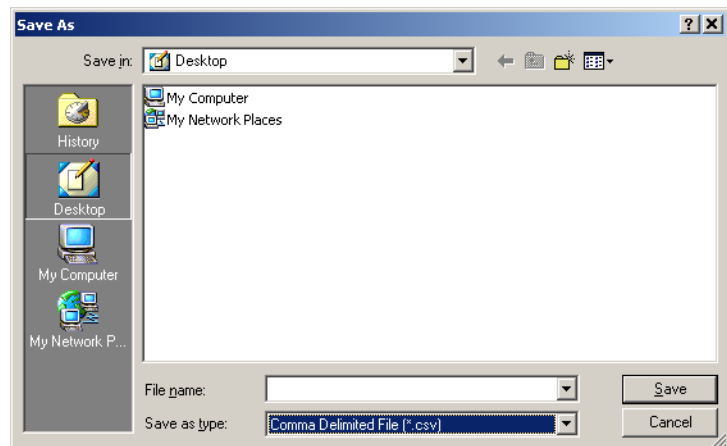 Save As
Save in: Desktop
My Computer
My Network Places
History
Desktop
My Computer
My Network P...
File name:
Save
Save as type: Comma Delimited File (*.csv)
Cancel